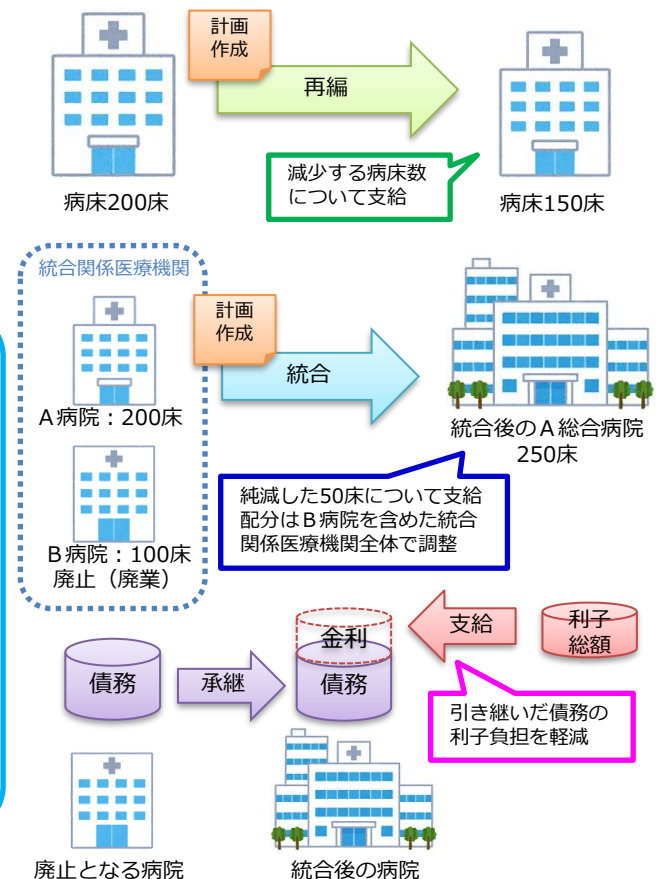 計画
作成
再編
減少する病床数
について支給
病床200床
病床150床
統合関係医療機関
計画
作成
統合
A病院：200床
統合後のA総合病院
250床
純減した50床について支給
配分はB病院を含めた統合
関係医療機関全体で調整
B病院：100床
廃止（廃業）
債務
承継
金利
債務
支給
利子
総額
引き継いだ債務の
利子負担を軽減
廃止となる病院
統合後の病院